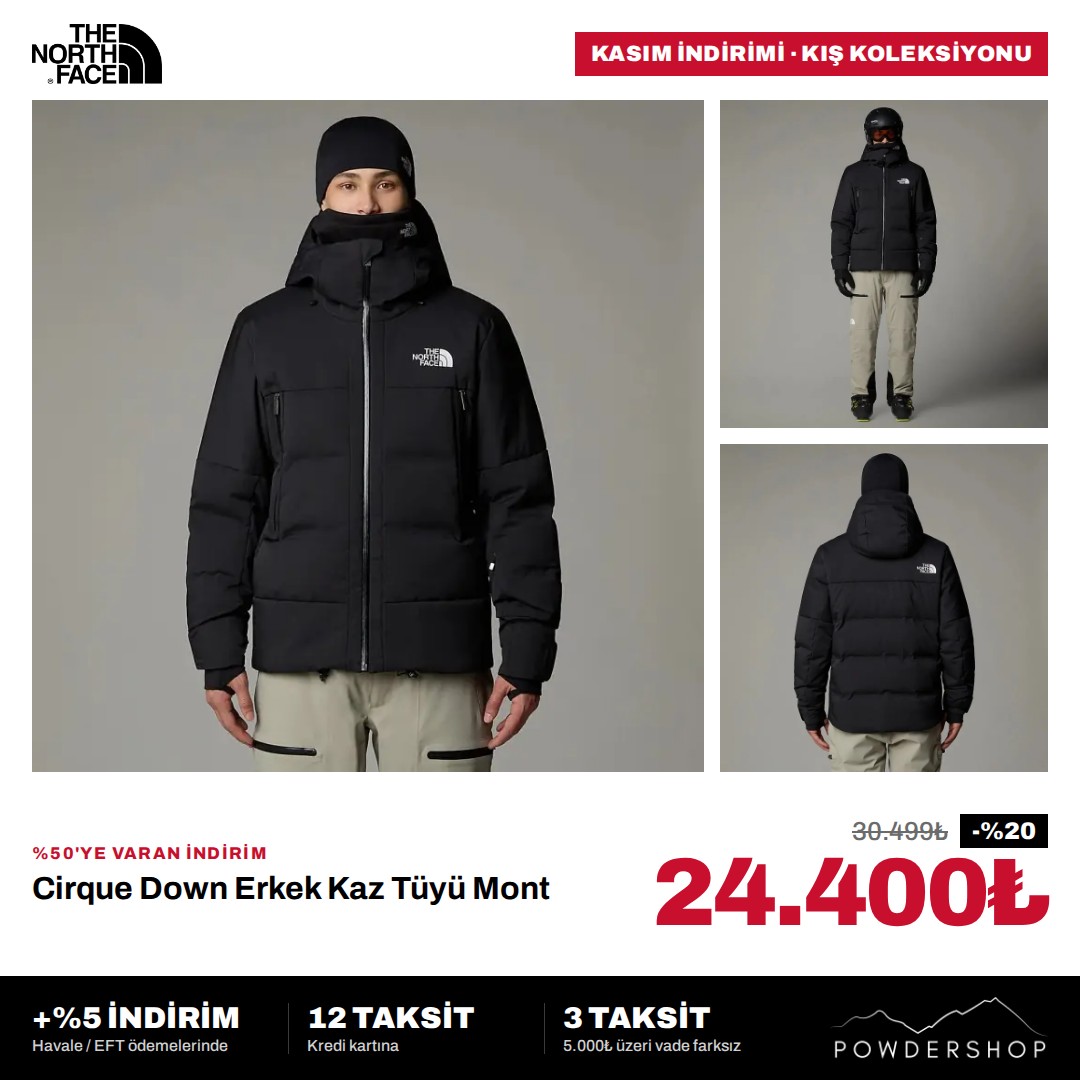 THE
NORTH
FACE
KASIM İNDİRİMİ · KIŞ KOLEKSİYONU
THE
NORTH
FACE
%50'YE VARAN İNDİRİM
Cirque Down Erkek Kaz Tüyü Mont
30.499₺ -%20
24.400₺
+%5 İNDİRİM
Havale / EFT ödemelerinde
12 TAKSİT
Kredi kartına
3 TAKSİT
5.000₺ üzeri vade farksız
POWDERSHOP